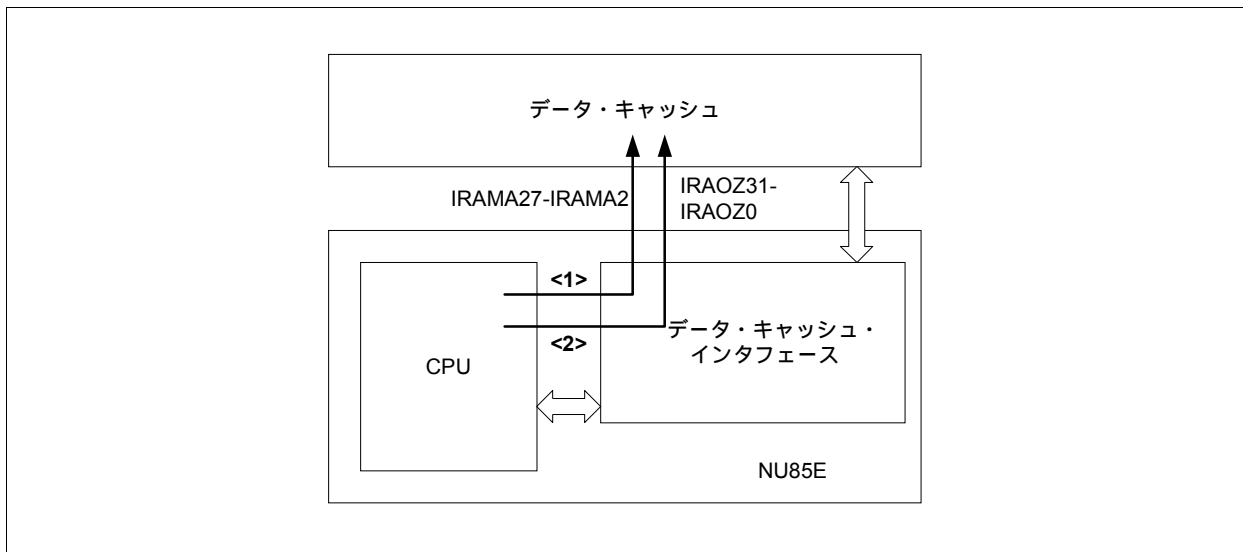 データ・キャッシュ
IRAMA27-IRAMA2
IRAOZ31-
IRAOZ0
<1>
<2>
データ・キャッシュ・
インタフェース
CPU
NU85E